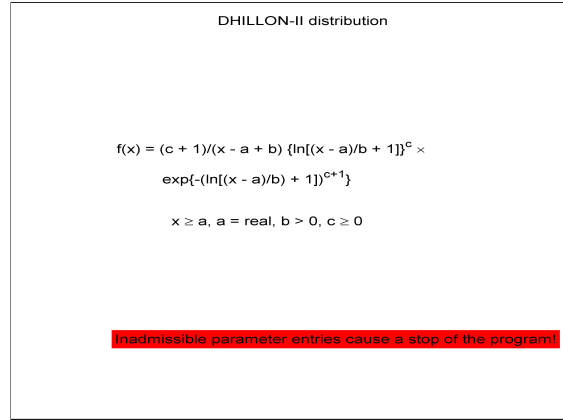 DHILLON-II distribution
f(x) = (c + 1)/(x - a + b) {ln[(x - a)/b + 1]}^c ×
exp{-(ln[(x - a)/b) + 1])^c+1}
x ≥ a, a = real, b > 0, c ≥ 0
Inadmissible parameter entries cause a stop of the program!